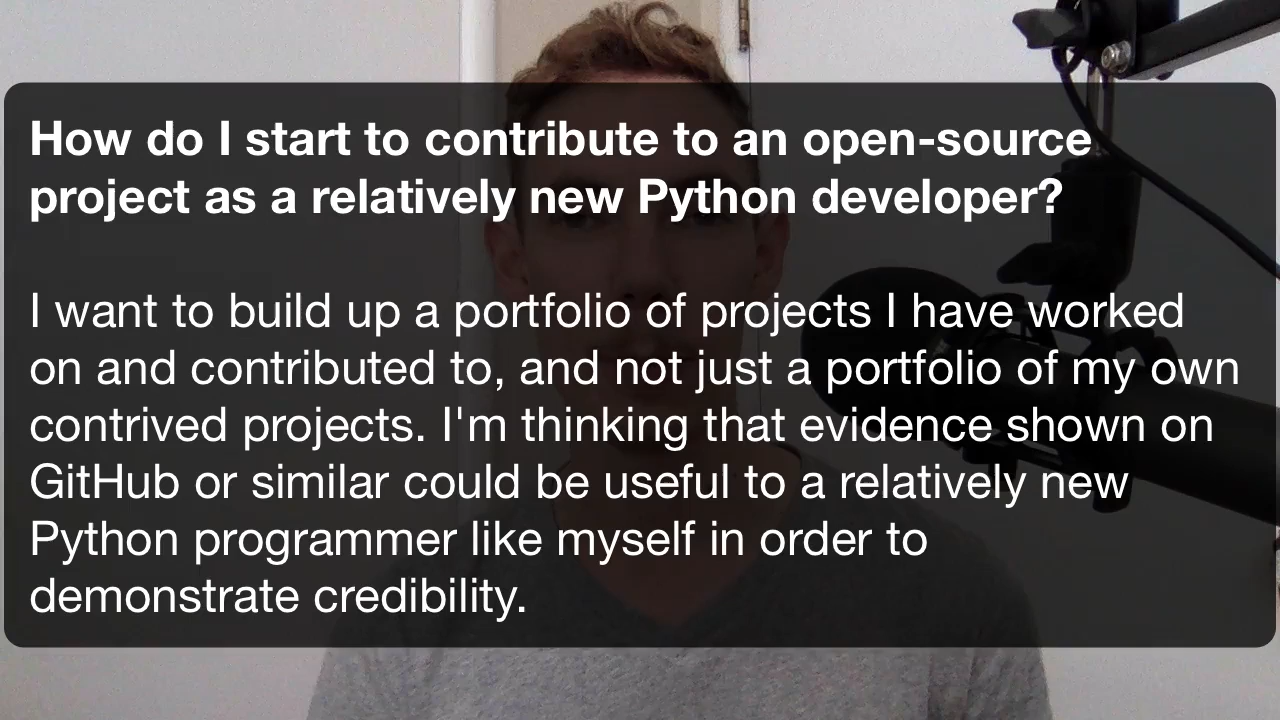 How do I start to contribute to an open-source
project as a relatively new Python developer?
I want to build up a portfolio of projects I have worked
on and contributed to, and not just a portfolio of my own
contrived projects. I'm thinking that evidence shown on
GitHub or similar could be useful to a relatively new
Python programmer like myself in order to
demonstrate credibility.